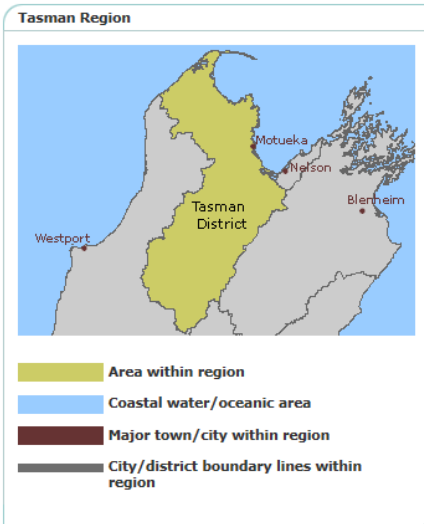 Tasman Region
Motueka
Nelson
Blenheim
Tasman
District
Westport
Area within region
Coastal water/oceanic area
Major town/city within region
City/district boundary lines within
region